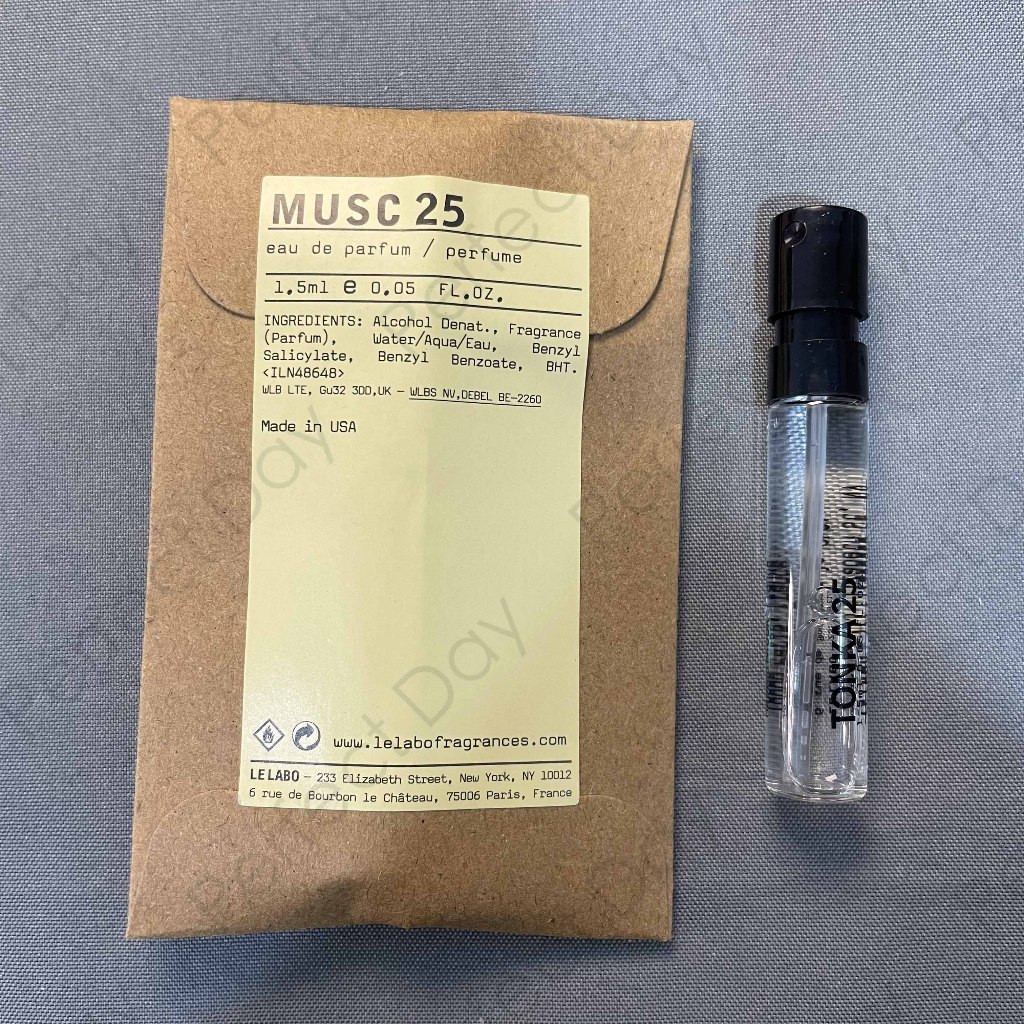 MUSC 25
eau de parfum / perfume
1.5ml e 0.05 FL.OZ.
INGREDIENTS: Alcohol Denat., Fragrance
(Parfum), Water/Aqua/Eau, Benzyl
Salicylate, Benzyl Benzoate, BHT.
<ILN48648>
WLB LTE, Gu32 3DD,UK – WLBS NV,DEBEL BE-2260
Made in USA
www.lelabofragrances.com
LE LABO – 233 Elizabeth Street, New York, NY 10012
6 rue de Bourbon le Château, 75006 Paris, France
TONKA 25
Perfect Day